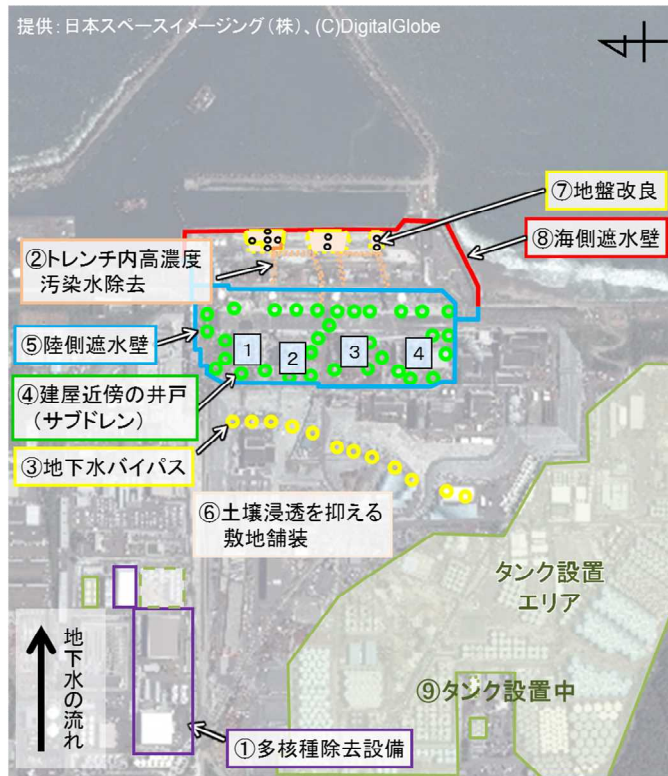 提供：日本スペースイメージング（株）、(C)DigitalGlobe
⑦地盤改良
⑧海側遮水壁
②トレンチ内高濃度
汚染水除去
⑤陸側遮水壁
1
2
3
4
④建屋近傍の井戸
（サブドレン）
③地下水バイパス
⑥土壌浸透を抑える
敷地舗装
タンク設置
エリア
地下水の流れ
⑨タンク設置中
①多核種除去設備